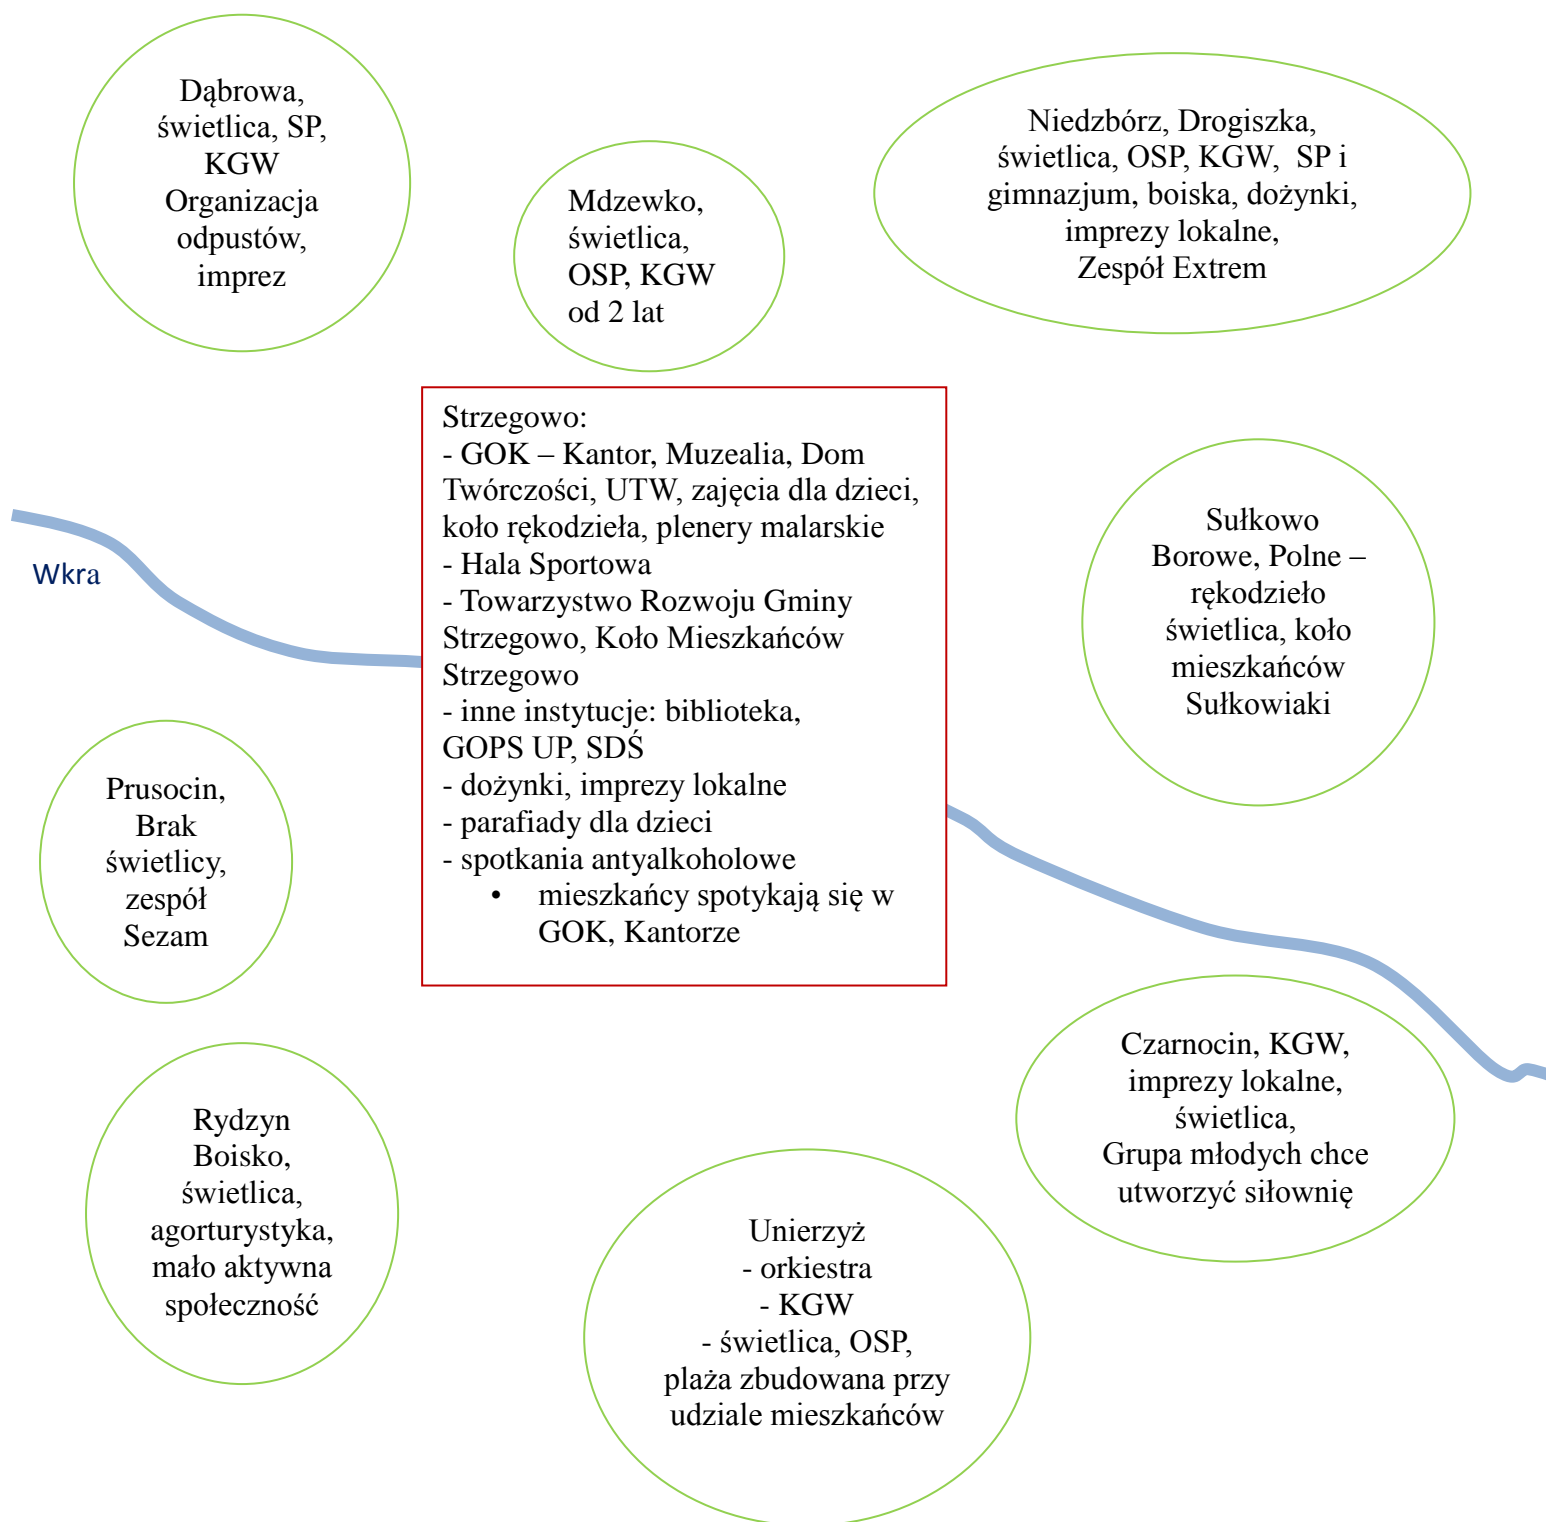 Dąbrowa,
świetlica, SP,
KGW
Organizacja
odpustów,
imprez
Mdzewko,
świetlica,
OSP, KGW
od 2 lat
Niedzbórz, Drogiszka,
świetlica, OSP, KGW,  SP i
gimnazjum, boiska, dożynki,
imprezy lokalne,
Zespół Extrem
Strzegowo:
- GOK – Kantor, Muzealia, Dom
Twórczości, UTW, zajęcia dla dzieci,
koło rękodzieła, plenery malarskie
- Hala Sportowa
- Towarzystwo Rozwoju Gminy
Strzegowo, Koło Mieszkańców
Strzegowo
- inne instytucje: biblioteka,
GOPS UP, SDŚ
- dożynki, imprezy lokalne
- parafiady dla dzieci
- spotkania antyalkoholowe
• mieszkańcy spotykają się w
GOK, Kantorze
Wkra
Sułkowo
Borowe, Polne –
rękodzieło
świetlica, koło
mieszkańców
Sułkowiaki
Prusocin,
Brak
świetlicy,
zespół
Sezam
Czarnocin, KGW,
imprezy lokalne,
świetlica,
Grupa młodych chce
utworzyć siłownię
Rydzyn
Boisko,
świetlica,
agorturystyka,
mało aktywna
społeczność
Unierzyż
- orkiestra
- KGW
- świetlica, OSP,
plaża zbudowana przy
udziale mieszkańców